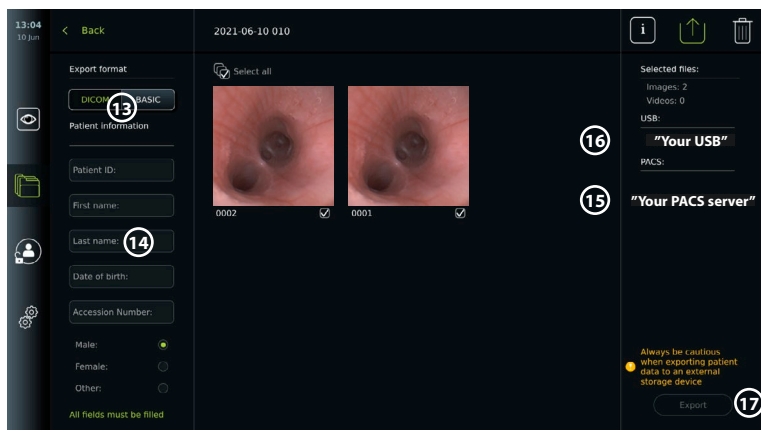 13:04
10 Jun
Back
2021-06-10 010
i
Export format
DICOM
BASIC
13
Patient information
Patient ID:
First name:
Last name:
14
Date of birth:
Accession Number:
Male:
Female:
Other:
All fields must be filled
Select all
0002
0001
Selected files:
Images: 2
Videos: 0
USB:
16
”Your USB”
PACS:
15
”Your PACS server”
Always be cautious
when exporting patient
data to an external
storage device
Export
17